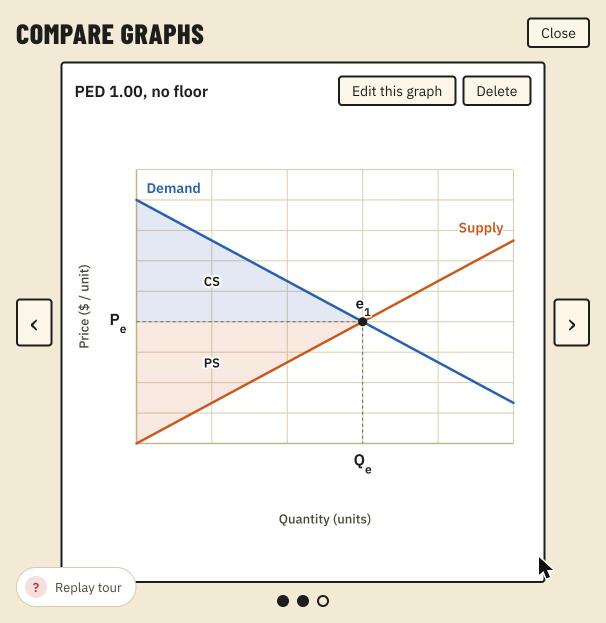 COMPARE GRAPHS
Close
PED 1.00, no floor
Edit this graph
Delete
Demand
Supply
CS
e1
Price ($ / unit)
Pe
PS
Qe
Quantity (units)
‹
›
? Replay tour